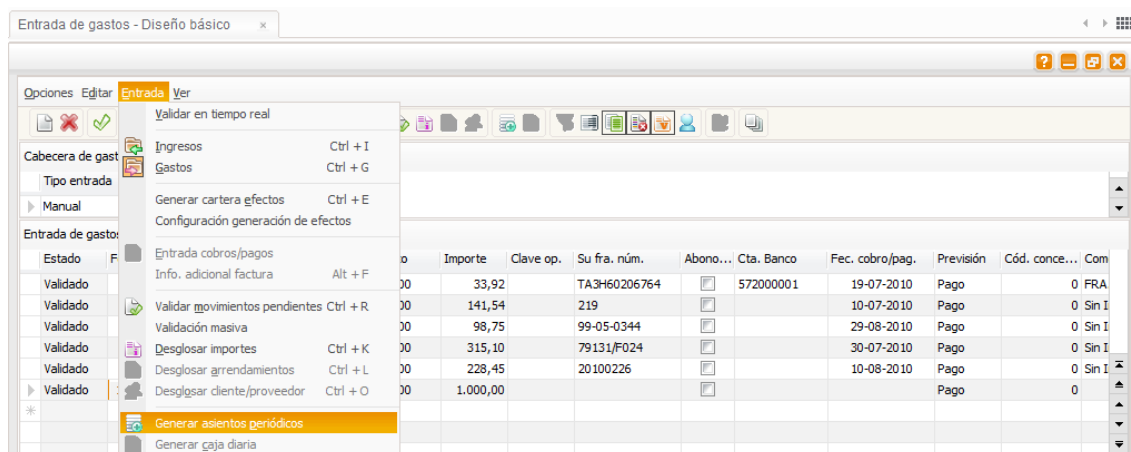 Entrada de gastos - Diseño básico
Opciones Editar Entrada Ver
Validar en tiempo real
Ingresos Ctrl + I
Gastos Ctrl + G
Generar cartera efectos Ctrl + E
Configuración generación de efectos
Entrada cobros/pagos
Info. adicional factura Alt + F
Validar movimientos pendientes Ctrl + R
Validación masiva
Desglosar importes Ctrl + K
Desglosar arrendamientos Ctrl + L
Desglosar cliente/proveedor Ctrl + O
Generar asientos periódicos
Generar caja diaria
Cabecera de gast
Tipo entrada
Manual
Entrada de gastos
Estado F o Importe Clave op. Su fra. núm. Abono... Cta. Banco Fec. cobro/pag. Previsión Cód. conce... Com
Validado 00 33,92 TA3H60206764 572000001 19-07-2010 Pago 0 FRA
Validado 00 141,54 219 10-07-2010 Pago 0 Sin I
Validado 00 98,75 99-05-0344 29-08-2010 Pago 0 Sin I
Validado 00 315,10 79131/F024 30-07-2010 Pago 0 Sin I
Validado 00 228,45 20100226 10-08-2010 Pago 0 Sin I
Validado 00 1.000,00 Pago 0